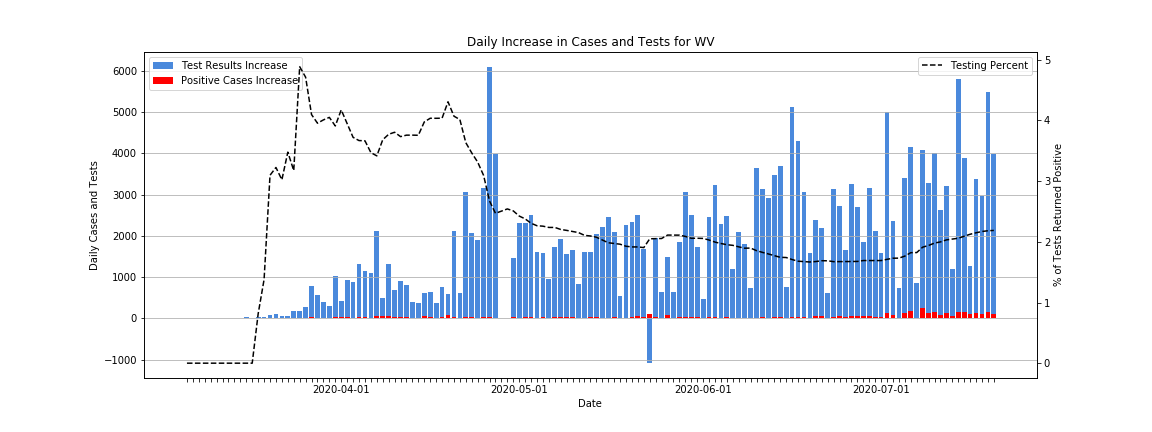 Daily Increase in Cases and Tests for WV
Test Results Increase
Positive Cases Increase
Testing Percent
6000
5000
4000
3000
2000
1000
0
−1000
5
4
3
2
1
0
Daily Cases and Tests
% of Tests Returned Positive
2020-04-01
2020-05-01
2020-06-01
2020-07-01
Date